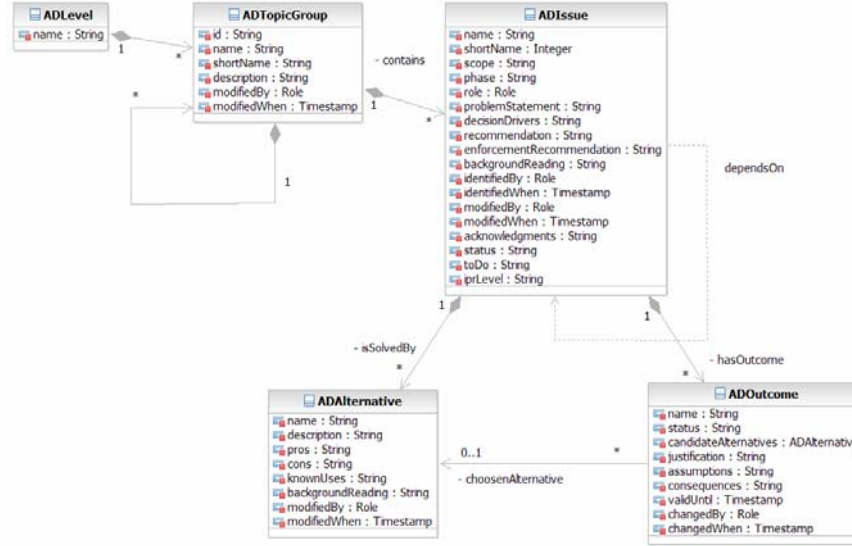 ADLevel
name : String
1
*
ADTopicGroup
id : String
name : String
shortName : String
description : String
modifiedBy : Role
modifiedWhen : Timestamp
*
1
- contains
1
*
ADIssue
name : String
shortName : Integer
scope : String
phase : String
role : Role
problemStatement : String
decisionDrivers : String
recommendation : String
enforcementRecommendation : String
backgroundReading : String
identifiedBy : Role
identifiedWhen : Timestamp
modifiedBy : Role
modifiedWhen : Timestamp
acknowledgments : String
status : String
toDo : String
iprLevel : String
dependsOn
1
- isSolvedBy
*
1
- hasOutcome
*
ADAlternative
name : String
description : String
pros : String
cons : String
knownUses : String
backgroundReading : String
modifiedBy : Role
modifiedWhen : Timestamp
0..1
*
- choosenAlternative
ADOutcome
name : String
status : String
candidateAlternatives : ADAlternativ
justification : String
assumptions : String
consequences : String
validUntil : Timestamp
changedBy : Role
changedWhen : Timestamp